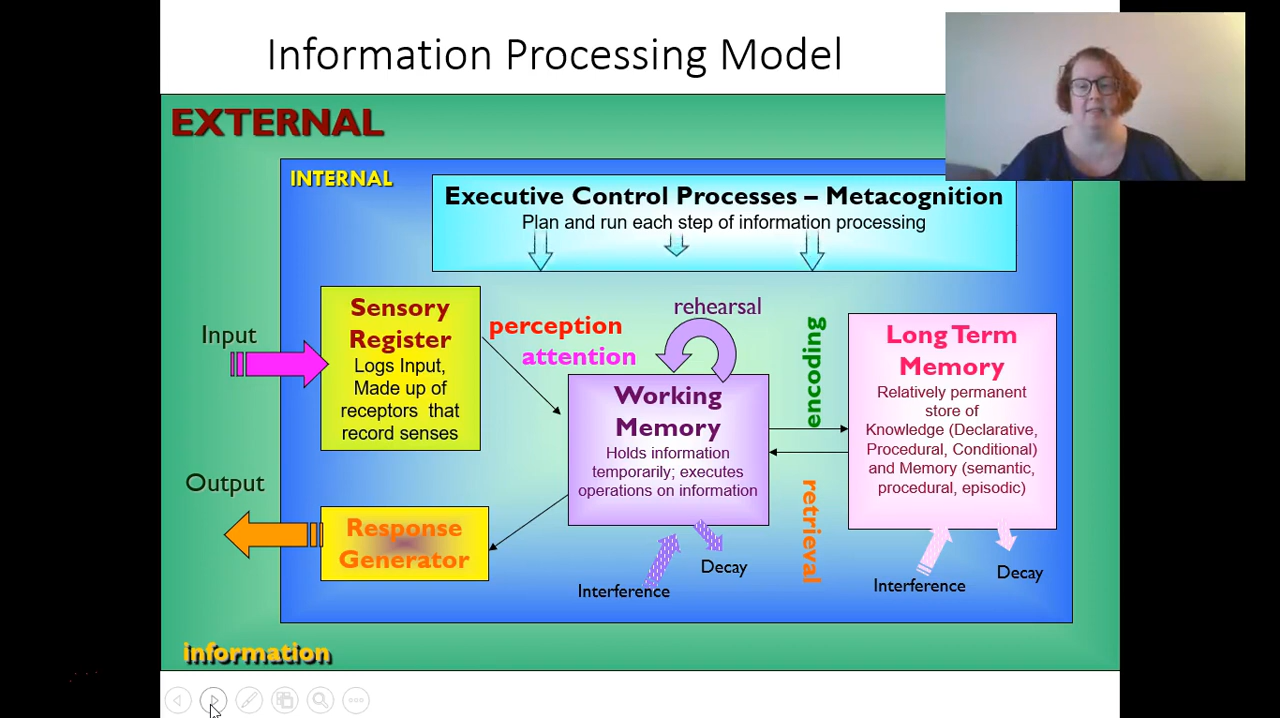 Information Processing Model
EXTERNAL
INTERNAL
Executive Control Processes – Metacognition
Plan and run each step of information processing
Input
Sensory
Register
Logs Input,
Made up of
receptors that
record senses
perception
attention
rehearsal
Working
Memory
Holds information
temporarily; executes
operations on information
encoding
retrieval
Long Term
Memory
Relatively permanent
store of
Knowledge (Declarative,
Procedural, Conditional)
and Memory (semantic,
procedural, episodic)
Output
Response
Generator
Interference
Decay
Interference
Decay
information